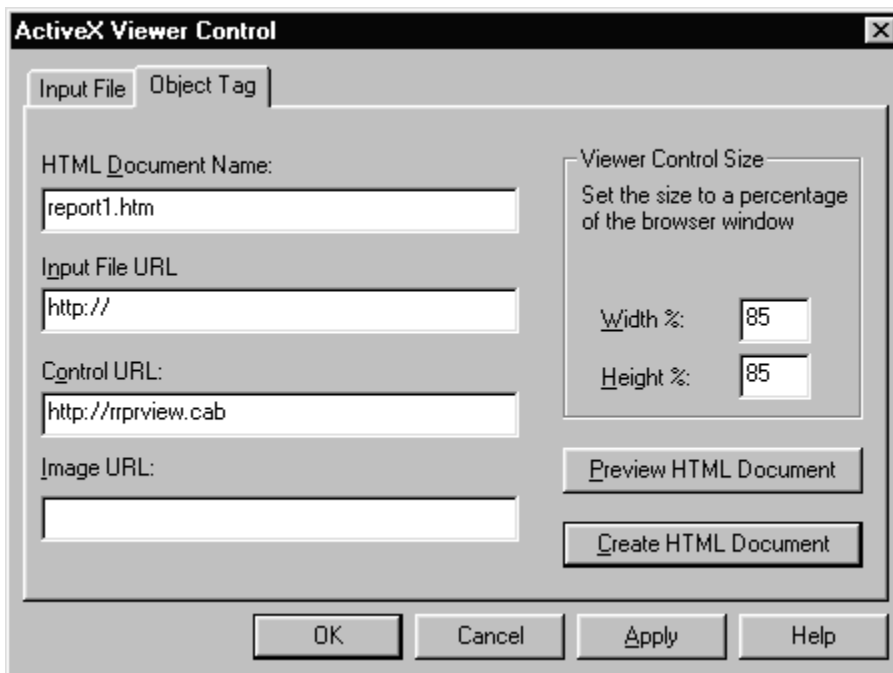 ActiveX Viewer Control
Input File
Object Tag
HTML Document Name:
report1.htm
Input File URL
http://
Control URL:
http://rrprview.cab
Image URL:
Viewer Control Size
Set the size to a percentage
of the browser window
Width %: 85
Height %: 85
Preview HTML Document
Create HTML Document
OK
Cancel
Apply
Help